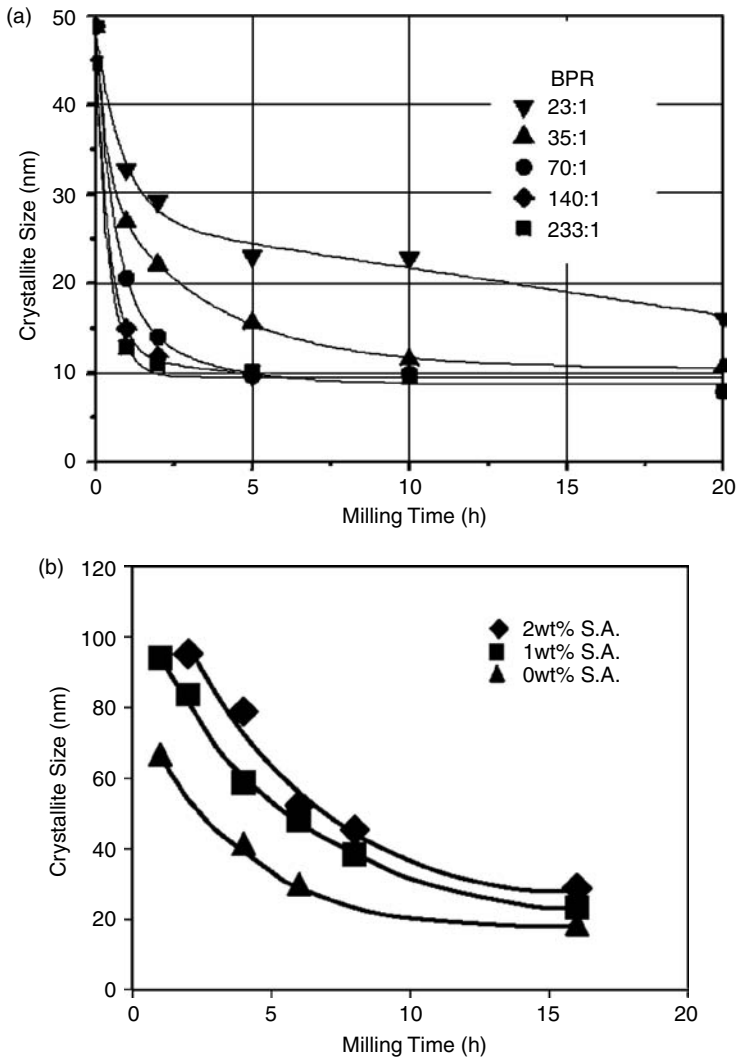 (a)
50
40
30
20
10
0
Crystallite Size (nm)
BPR
23:1
35:1
70:1
140:1
233:1
0
5
10
15
20
Milling Time (h)
(b)
120
100
80
60
40
20
0
Crystallite Size (nm)
2wt% S.A.
1wt% S.A.
0wt% S.A.
0
5
10
15
20
Milling Time (h)